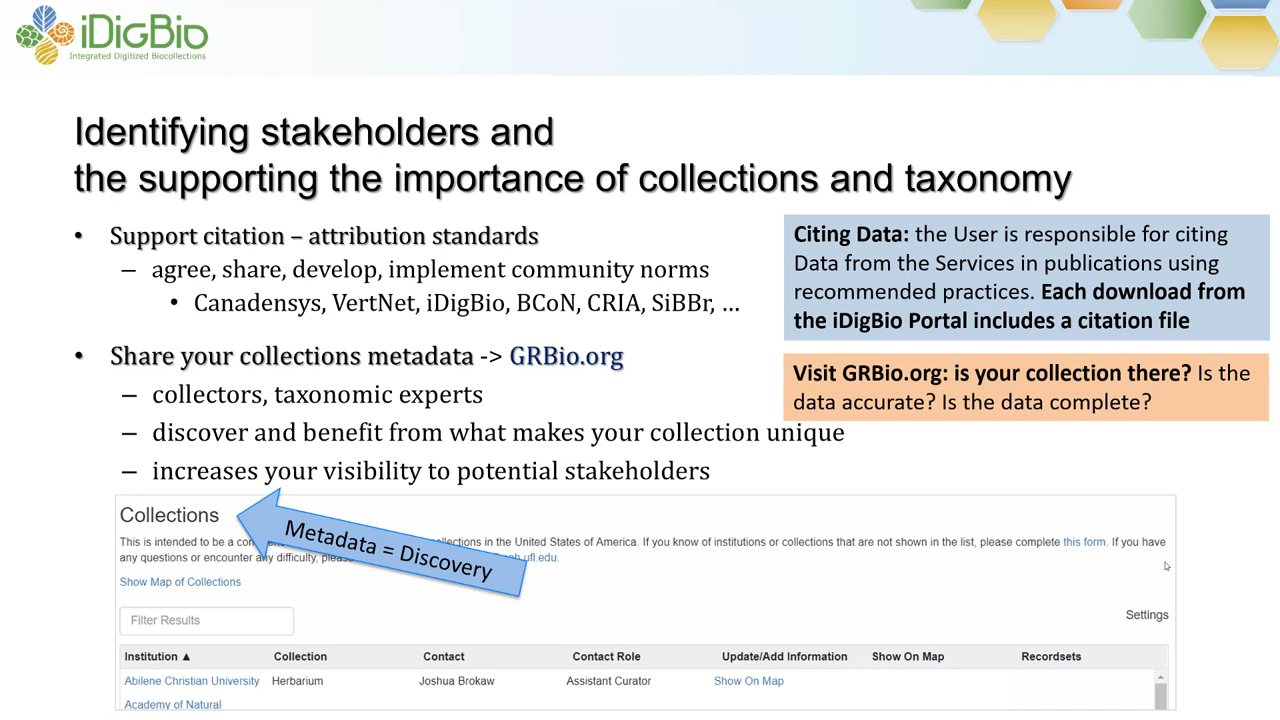 iDigBio
Integrated Digitized Biocollections
Identifying stakeholders and
the supporting the importance of collections and taxonomy
• Support citation – attribution standards
– agree, share, develop, implement community norms
• Canadensys, VertNet, iDigBio, BCoN, CRIA, SiBBr, …
• Share your collections metadata -> GRBio.org
– collectors, taxonomic experts
– discover and benefit from what makes your collection unique
– increases your visibility to potential stakeholders
Citing Data: the User is responsible for citing
Data from the Services in publications using
recommended practices. Each download from
the iDigBio Portal includes a citation file
Visit GRBio.org: is your collection there? Is the
data accurate? Is the data complete?
Collections
Metadata = Discovery
This is intended to be a collections in the United States of America. If you know of institutions or collections that are not shown in the list, please complete this form. If you have
any questions or encounter any difficulty, ufl.edu.
Show Map of Collections
Filter Results
Settings
Institution ▲ Collection Contact Contact Role Update/Add Information Show On Map Recordsets
Abilene Christian University Herbarium Joshua Brokaw Assistant Curator Show On Map
Academy of Natural